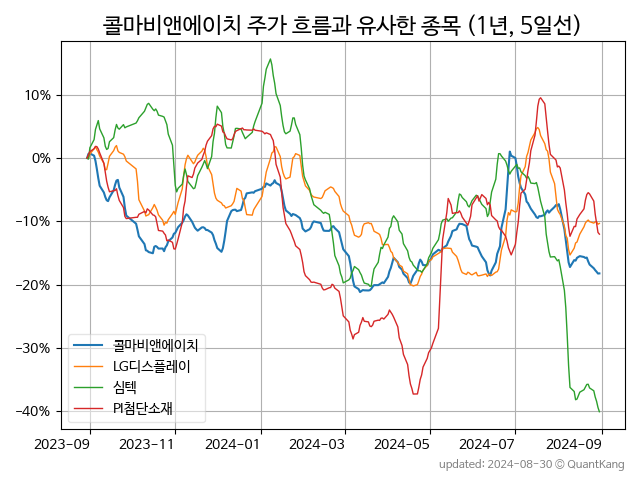 콜마비앤에이치 주가 흐름과 유사한 종목 (1년, 5일선)
10%
0%
-10%
-20%
-30%
-40%
콜마비앤에이치
LG디스플레이
심텍
PI첨단소재
2023-09 2023-11 2024-01 2024-03 2024-05 2024-07 2024-09
updated: 2024-08-30 © QuantKang